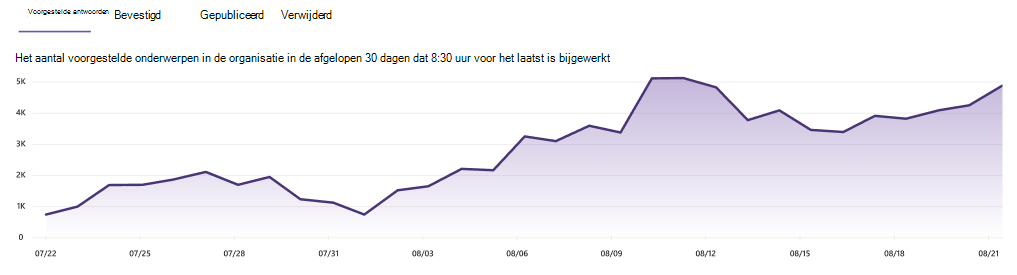 Voorgestelde antwoorden Bevestigd Gepubliceerd Verwijderd
Het aantal voorgestelde onderwerpen in de organisatie in de afgelopen 30 dagen dat 8:30 uur voor het laatst is bijgewerkt
5K
4K
3K
2K
1K
0
07/22 07/25 07/28 07/31 08/03 08/06 08/09 08/12 08/15 08/18 08/21